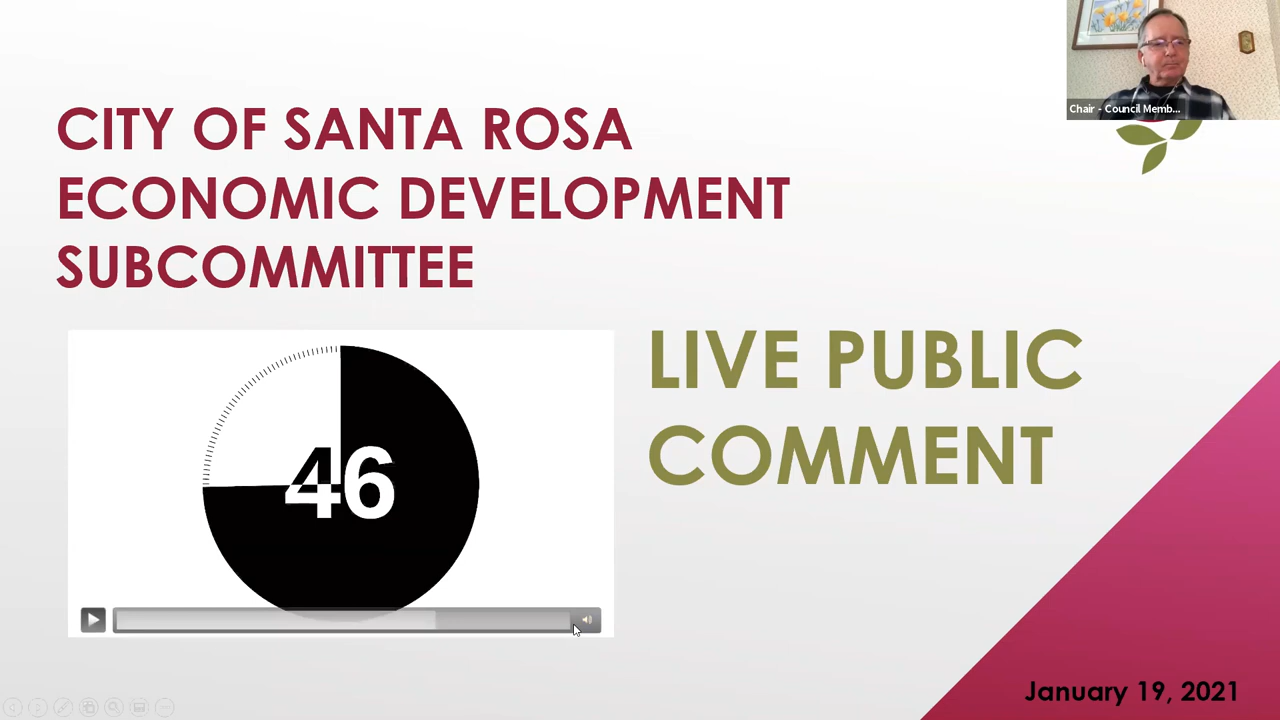 Chair - Council Memb...
CITY OF SANTA ROSA
ECONOMIC DEVELOPMENT
SUBCOMMITTEE
LIVE PUBLIC
COMMENT
46
January 19, 2021